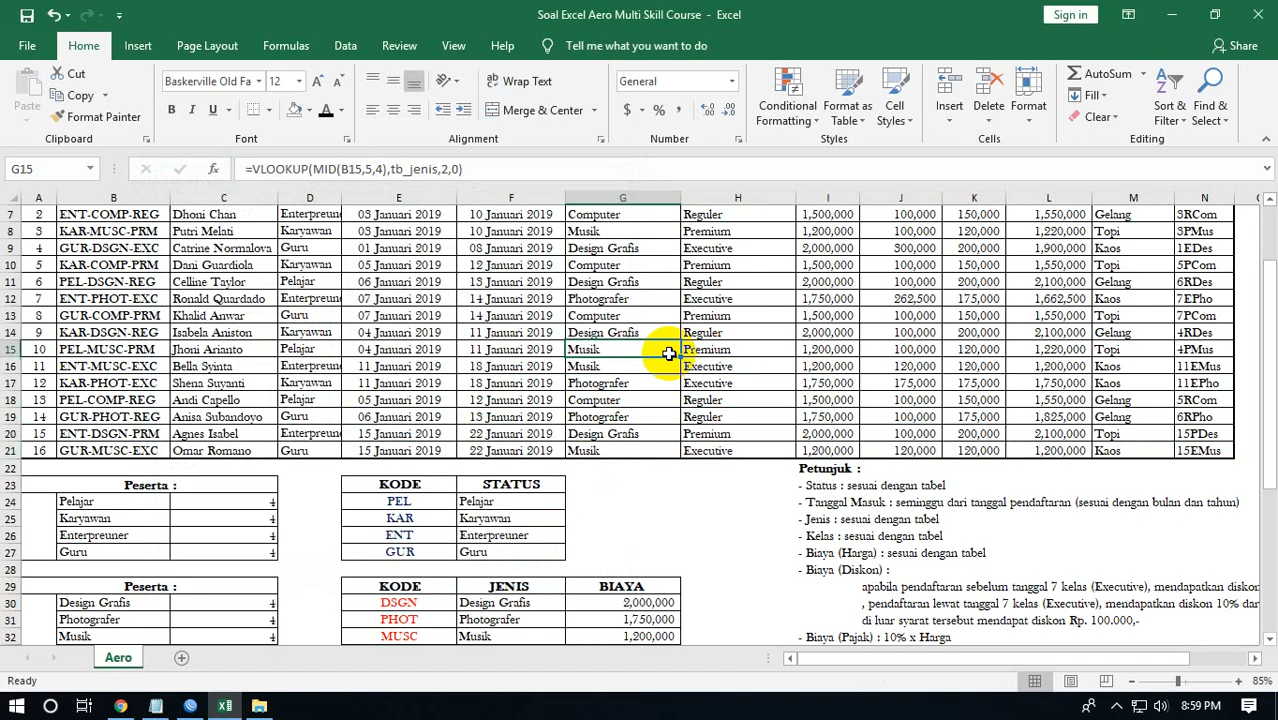 Soal Excel Aero Multi Skill Course - Excel
Sign in
File Home Insert Page Layout Formulas Data Review View Help Tell me what you want to do Share
Paste Cut Copy Format Painter Clipboard
Baskerville Old Fa 12 B I U A Font
Wrap Text Merge & Center Alignment
General $ % Number
Conditional Formatting Format as Table Cell Styles Styles
Insert Delete Format Cells
AutoSum Fill Clear Sort & Filter Find & Select Editing
G15 fx =VLOOKUP(MID(B15,5,4),tb_jenis,2,0)
A B C D E F G H I J K L M N
7 2 ENT-COMP-REG Dhoni Chan Enterpreune 03 Januari 2019 10 Januari 2019 Computer Reguler 1,500,000 100,000 150,000 1,550,000 Gelang 3RCom
8 3 KAR-MUSC-PRM Putri Melati Karyawan 03 Januari 2019 10 Januari 2019 Musik Premium 1,200,000 100,000 120,000 1,220,000 Topi 3PMus
9 4 GUR-DSGN-EXC Catrine Normalova Guru 01 Januari 2019 08 Januari 2019 Design Grafis Executive 2,000,000 300,000 200,000 1,900,000 Kaos 1EDes
10 5 KAR-COMP-PRM Dani Guardiola Karyawan 05 Januari 2019 12 Januari 2019 Computer Premium 1,500,000 100,000 150,000 1,550,000 Topi 5PCom
11 6 PEL-DSGN-EXC Celline Taylor Pelajar 06 Januari 2019 13 Januari 2019 Design Grafis Reguler 2,000,000 100,000 200,000 2,100,000 Gelang 6RDes
12 7 ENT-PHOT-EXC Ronald Quardado Enterpreune 07 Januari 2019 14 Januari 2019 Photografer Executive 1,750,000 262,500 175,000 1,662,500 Kaos 7EPho
13 8 GUR-COMP-PRM Khalid Anwar Guru 07 Januari 2019 14 Januari 2019 Computer Premium 1,500,000 100,000 150,000 1,550,000 Topi 7PCom
14 9 KAR-DSGN-PRM Isabela Aniston Karyawan 04 Januari 2019 11 Januari 2019 Design Grafis Reguler 2,000,000 100,000 200,000 2,100,000 Gelang 4RDes
15 10 PEL-MUSC-PRM Jhoni Arianto Pelajar 04 Januari 2019 11 Januari 2019 Musik Premium 1,200,000 100,000 120,000 1,220,000 Topi 4PMus
16 11 ENT-MUSC-EXC Bella Syinta Enterpreune 11 Januari 2019 18 Januari 2019 Musik Executive 1,200,000 120,000 120,000 1,200,000 Kaos 11EMus
17 12 KAR-PHOT-EXC Shena Suyanti Karyawan 11 Januari 2019 18 Januari 2019 Photografer Executive 1,750,000 175,000 175,000 1,750,000 Kaos 11EPho
18 13 PEL-COMP-REG Andi Capello Pelajar 05 Januari 2019 12 Januari 2019 Computer Reguler 1,500,000 100,000 150,000 1,550,000 Gelang 5RCom
19 14 GUR-PHOT-REG Anisa Subandoyo Guru 06 Januari 2019 13 Januari 2019 Photografer Reguler 1,750,000 100,000 175,000 1,825,000 Gelang 6RPho
20 15 ENT-DSGN-PRM Agnes Isabel Enterpreune 15 Januari 2019 22 Januari 2019 Design Grafis Premium 2,000,000 100,000 200,000 2,100,000 Topi 15PDes
21 16 GUR-MUSC-EXC Omar Romano Guru 15 Januari 2019 22 Januari 2019 Musik Executive 1,200,000 120,000 120,000 1,200,000 Kaos 15EMus
22 Petunjuk :
23 Peserta : KODE STATUS - Status : sesuai dengan tabel
24 Pelajar 4 PEL Pelajar - Tanggal Masuk : seminggu dari tanggal pendaftaran (sesuai dengan bulan dan tahun)
25 Karyawan 4 KAR Karyawan - Jenis : sesuai dengan tabel
26 Enterpreuner 4 ENT Enterpreuner - Kelas : sesuai dengan tabel
27 Guru 4 GUR Guru - Biaya (Harga) : sesuai dengan tabel
28 - Biaya (Diskon) :
29 Peserta : KODE JENIS BIAYA apabila pendaftaran sebelum tanggal 7 kelas (Executive), mendapatkan diskon
30 Design Grafis 4 DSGN Design Grafis 2,000,000 , pendaftaran lewat tanggal 7 kelas (Executive), mendapatkan diskon 10% dar
31 Photografer 4 PHOT Photografer 1,750,000 di luar syarat tersebut mendapat diskon Rp. 100.000,-
32 Musik 4 MUSC Musik 1,200,000 - Biaya (Pajak) : 10% x Harga
Aero
Ready 85%
8:59 PM